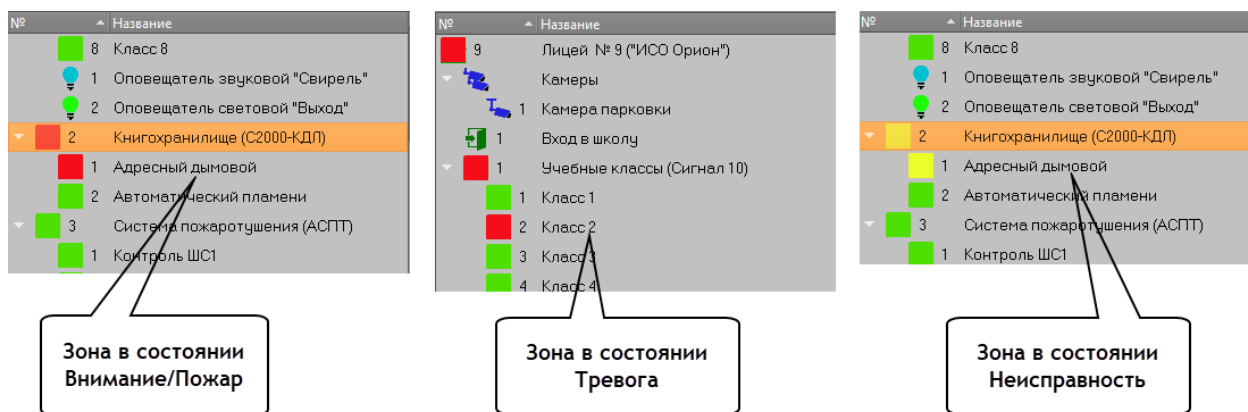 № Название
8 Класс 8
1 Оповещатель звуковой "Свирель"
2 Оповещатель световой "Выход"
2 Книгохранилище (С2000-КДЛ)
1 Адресный дымовой
2 Автоматический пламени
3 Система пожаротушения (АСПТ)
1 Контроль ШС1
Зона в состоянии
Внимание/Пожар
№ Название
9 Лицей № 9 ("ИСО Орион")
Камеры
1 Камера парковки
1 Вход в школу
1 Учебные классы (Сигнал 10)
1 Класс 1
2 Класс 2
3 Класс 3
4 Класс 4
Зона в состоянии
Тревога
№ Название
8 Класс 8
1 Оповещатель звуковой "Свирель"
2 Оповещатель световой "Выход"
2 Книгохранилище (С2000-КДЛ)
1 Адресный дымовой
2 Автоматический пламени
3 Система пожаротушения (АСПТ)
1 Контроль ШС1
Зона в состоянии
Неисправность